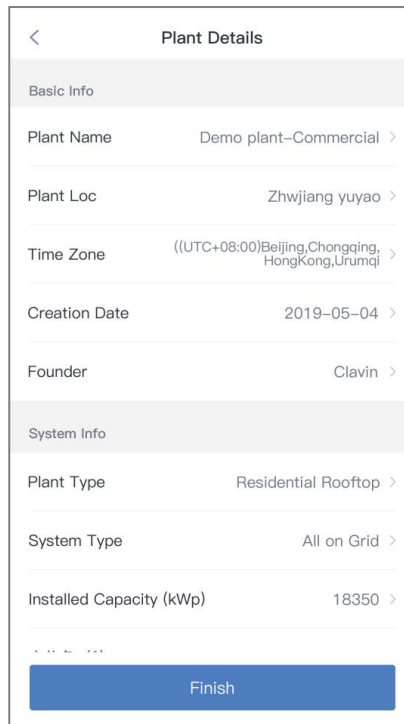 Plant Details
Basic Info
Plant Name Demo plant-Commercial
Plant Loc Zhwjiang yuyao
Time Zone ((UTC+08:00)Beijing,Chongqing,
HongKong,Urumqi
Creation Date 2019-05-04
Founder Clavin
System Info
Plant Type Residential Rooftop
System Type All on Grid
Installed Capacity (kWp) 18350
Finish